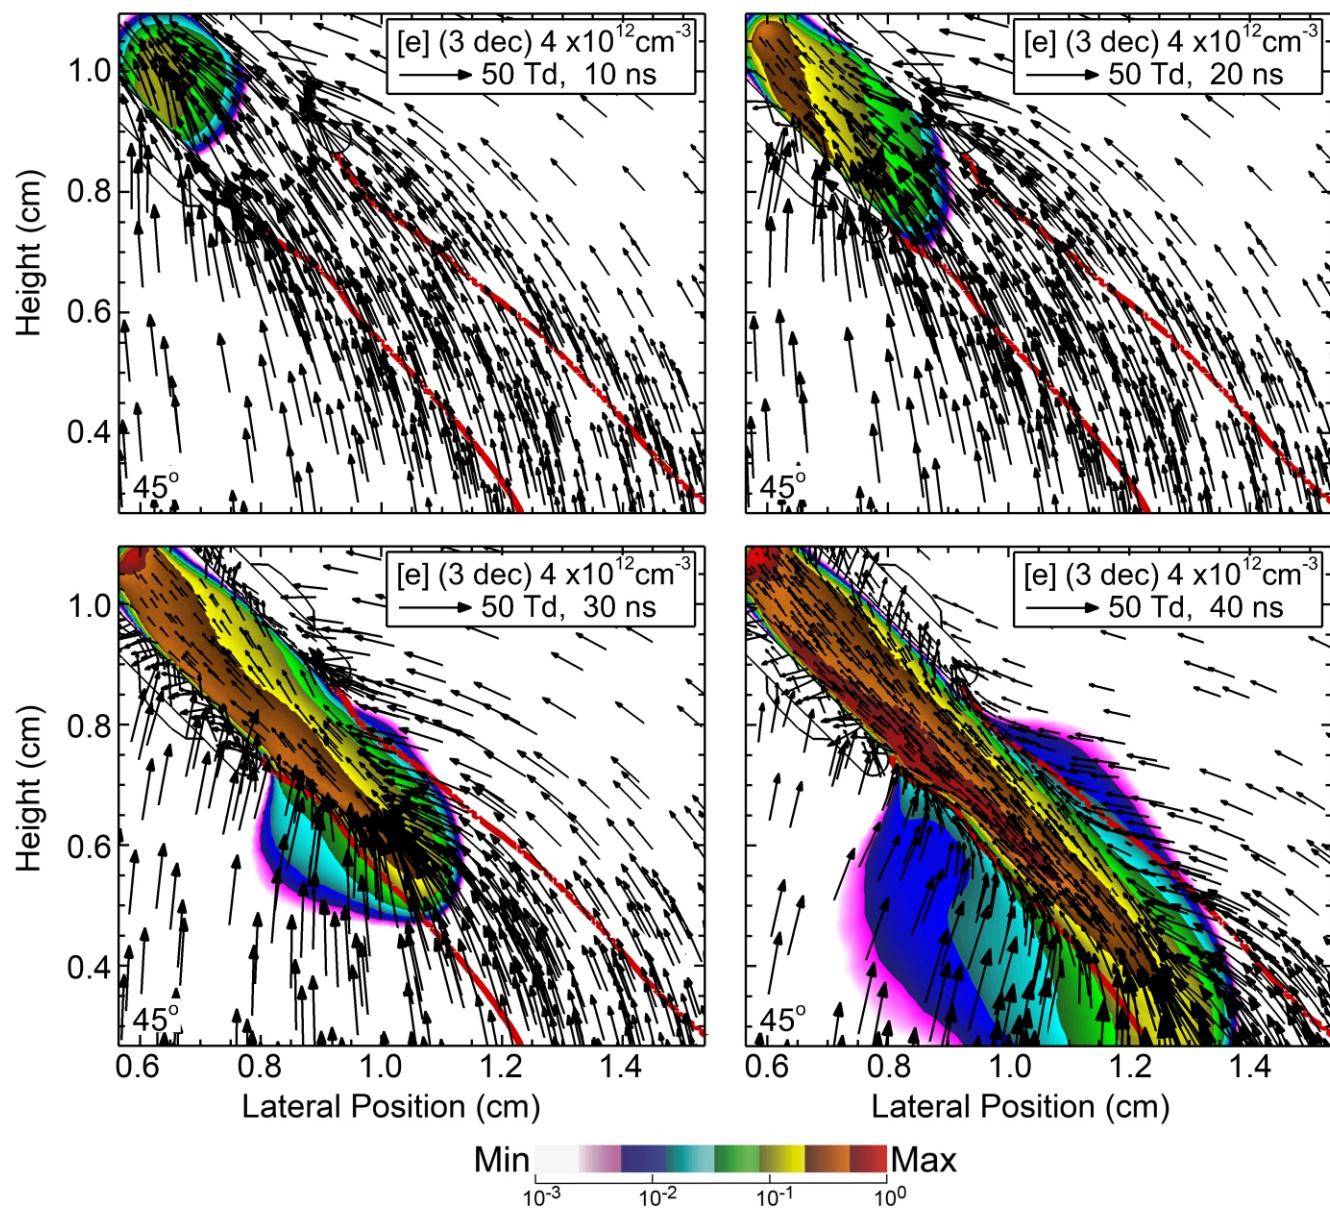 [e] (3 dec) 4 x10¹²cm⁻³
50 Td, 10 ns
[e] (3 dec) 4 x10¹²cm⁻³
50 Td, 20 ns
1.0
0.8
0.6
0.4
Height (cm)
45°
45°
[e] (3 dec) 4 x10¹²cm⁻³
50 Td, 30 ns
[e] (3 dec) 4 x10¹²cm⁻³
50 Td, 40 ns
1.0
0.8
0.6
0.4
Height (cm)
45°
45°
0.6 0.8 1.0 1.2 1.4
0.6 0.8 1.0 1.2 1.4
Lateral Position (cm)
Lateral Position (cm)
Min Max
10⁻³ 10⁻² 10⁻¹ 10⁰